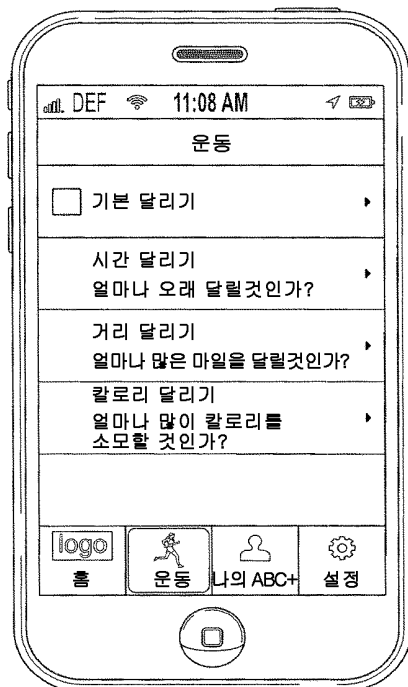 DEF 11:08 AM
운동
기본 달리기
시간 달리기
얼마나 오래 달릴것인가?
거리 달리기
얼마나 많은 마일을 달릴것인가?
칼로리 달리기
얼마나 많이 칼로리를
소모할 것인가?
logo
홈 운동 나의 ABC+ 설정